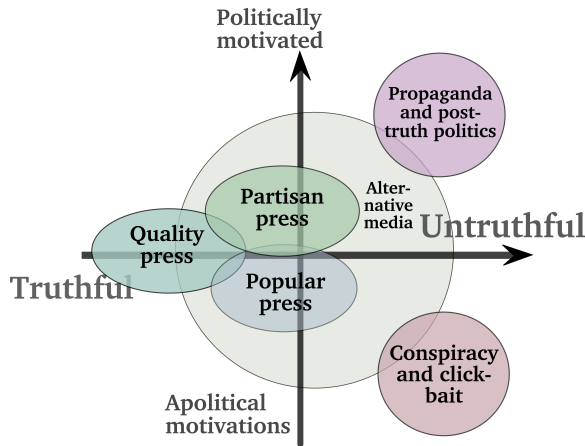 Politically
motivated
Propaganda
and post-
truth politics
Partisan
press
Alter-
native
media
Untruthful
Quality
press
Truthful
Popular
press
Conspiracy
and click-
bait
Apolitical
motivations